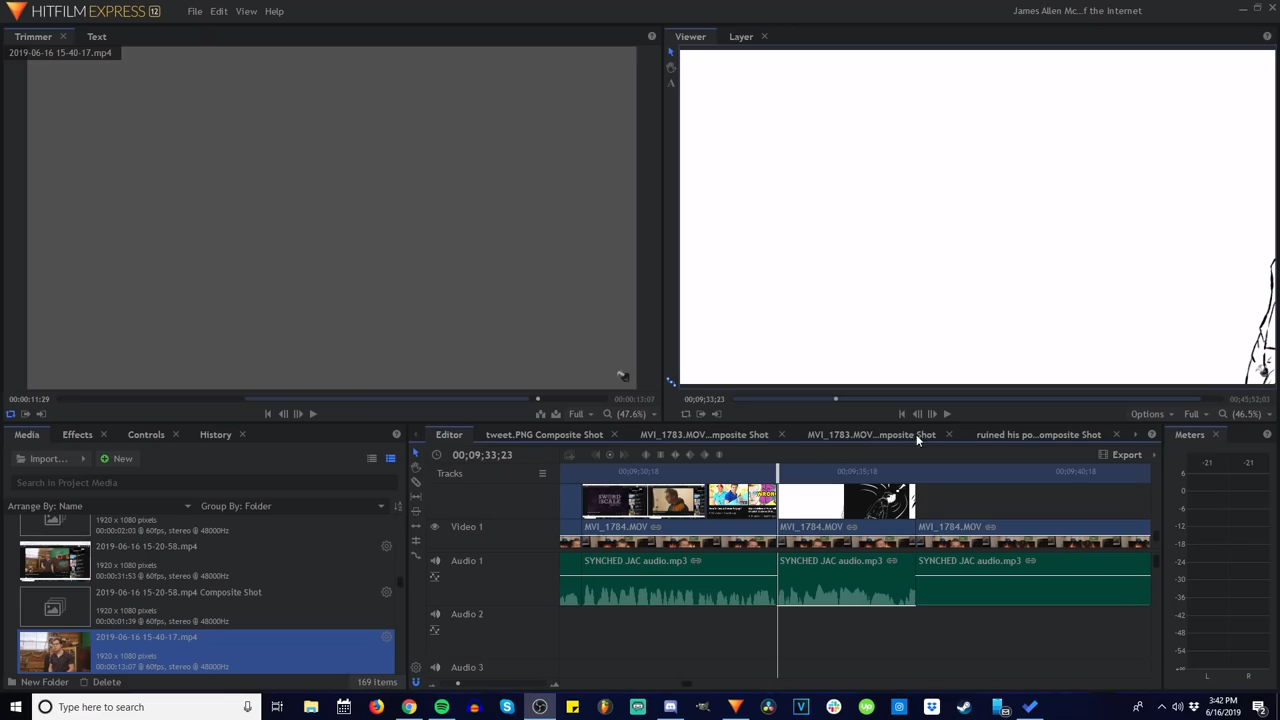 HITFILM EXPRESS 12 File Edit View Help James Allen Mc...f the Internet
Trimmer Text
2019-06-16 15-40-17.mp4
Viewer Layer
A
00:00:11:29 00:00:13:07
Full (47.6%)
00;09;33;23 00;45;52;03
Options Full (46.5%)
Media Effects Controls History
Import... New
Search in Project Media
Arrange By: Name Group By: Folder
1920 x 1080 pixels
00:00:02:03 @ 60fps, stereo @ 48000Hz
2019-06-16 15-20-58.mp4
1920 x 1080 pixels
00:00:31:53 @ 60fps, stereo @ 48000Hz
2019-06-16 15-20-58.mp4 Composite Shot
1920 x 1080 pixels
00:00:01:39 @ 60fps, stereo @ 48000Hz
2019-06-16 15-40-17.mp4
1920 x 1080 pixels
00:00:13:07 @ 60fps, stereo @ 48000Hz
New Folder Delete 169 items
Editor tweet.PNG Composite Shot MVI_1783.MOV...mposite Shot MVI_1783.MOV...mposite Shot ruined his po...omposite Shot
00;09;33;23 Export
Tracks 00;09;30;18 00;09;35;18 00;09;40;18
SWORD
SCALE
WRONG
Video 1 MVI_1784.MOV MVI_1784.MOV MVI_1784.MOV
Audio 1 SYNCHED JAC audio.mp3 SYNCHED JAC audio.mp3 SYNCHED JAC audio.mp3
Audio 2
Audio 3
Meters
-21 -21
6
0
-6
-12
-18
-24
-30
-36
-42
-48
-54
-∞
L R
Type here to search
3:42 PM
6/16/2019
2